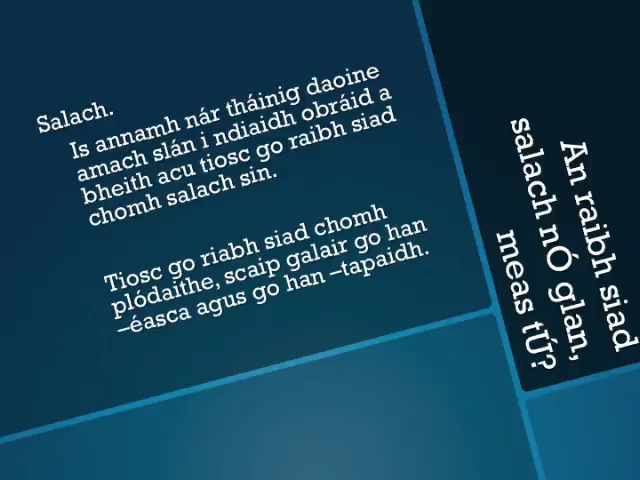 An raibh siad
salach nÓ glan,
meas tÚ?
Salach.
Is annamh nár tháinig daoine
amach slán i ndiaidh obráid a
bheith acu tiosc go raibh siad
chomh salach sin.
Tiosc go riabh siad chomh
plódaithe, scaip galair go han
–éasca agus go han –tapaidh.